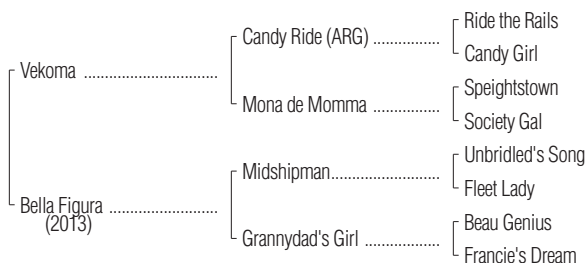 Ride the Rails
Candy Ride (ARG) ................
Candy Girl
Vekoma ................................
Speightstown
Mona de Momma ................
Society Gal
Unbridled's Song
Midshipman..........................
Fleet Lady
Bella Figura ..........................
(2013)
Beau Genius
Grannydad's Girl ..................
Francie's Dream